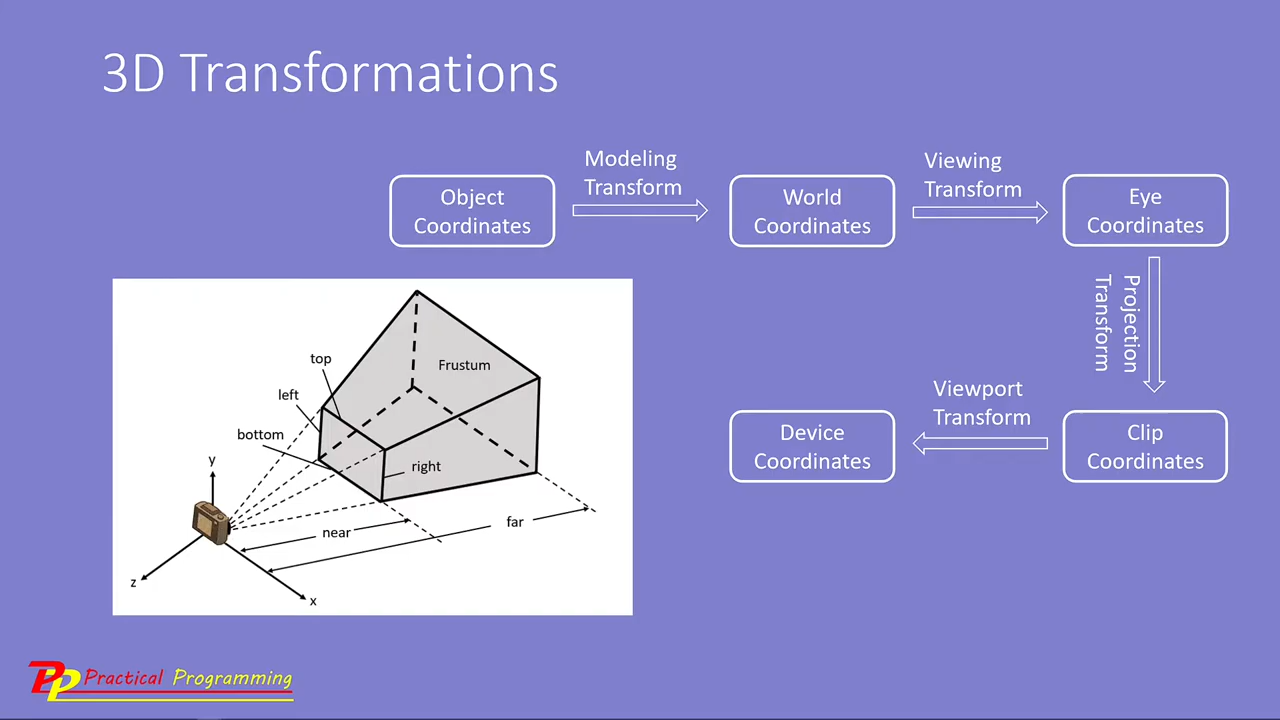 3D Transformations
Object
Coordinates
Modeling
Transform
World
Coordinates
Viewing
Transform
Eye
Coordinates
Projection
Transform
Clip
Coordinates
Viewport
Transform
Device
Coordinates
Frustum
top
left
bottom
right
near
far
y
z
x
PP Practical Programming